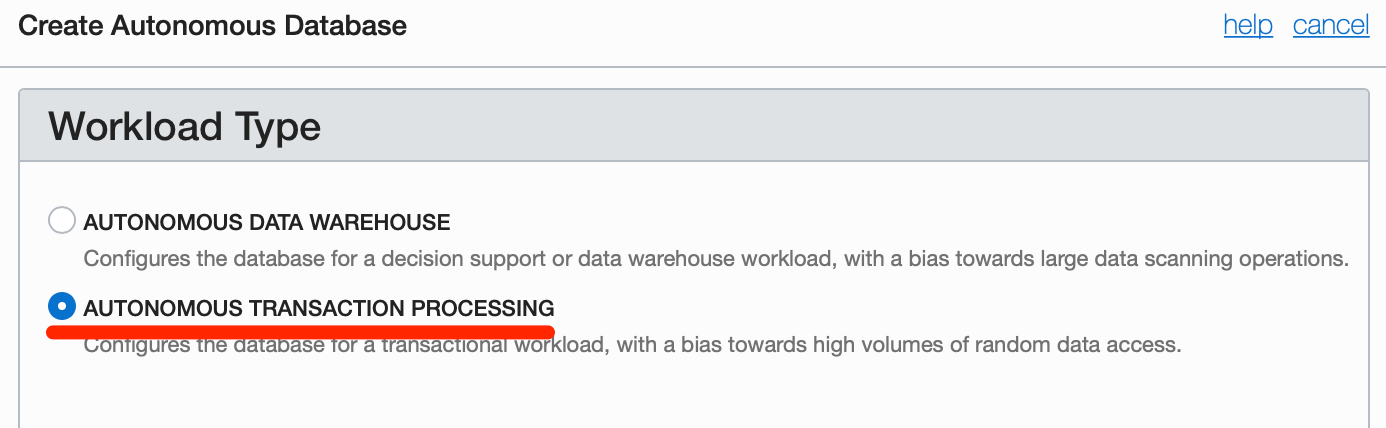 Create Autonomous Database help cancel
Workload Type
AUTONOMOUS DATA WAREHOUSE
Configures the database for a decision support or data warehouse workload, with a bias towards large data scanning operations.
AUTONOMOUS TRANSACTION PROCESSING
Configures the database for a transactional workload, with a bias towards high volumes of random data access.